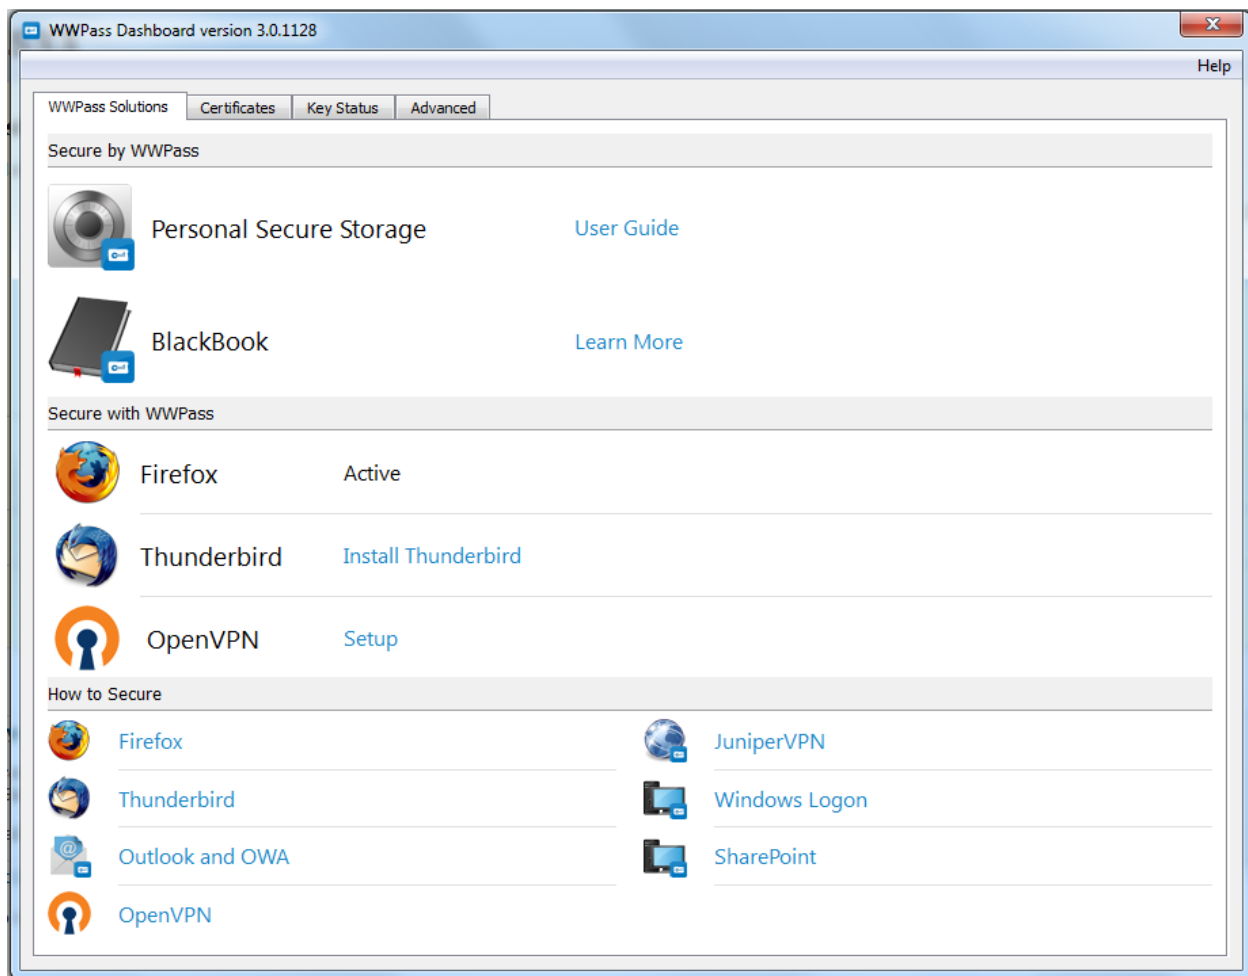 WWPass Dashboard version 3.0.1128
Help
WWPass Solutions Certificates Key Status Advanced
Secure by WWPass
Personal Secure Storage User Guide
BlackBook Learn More
Secure with WWPass
Firefox Active
Thunderbird Install Thunderbird
OpenVPN Setup
How to Secure
Firefox JuniperVPN
Thunderbird Windows Logon
Outlook and OWA SharePoint
OpenVPN